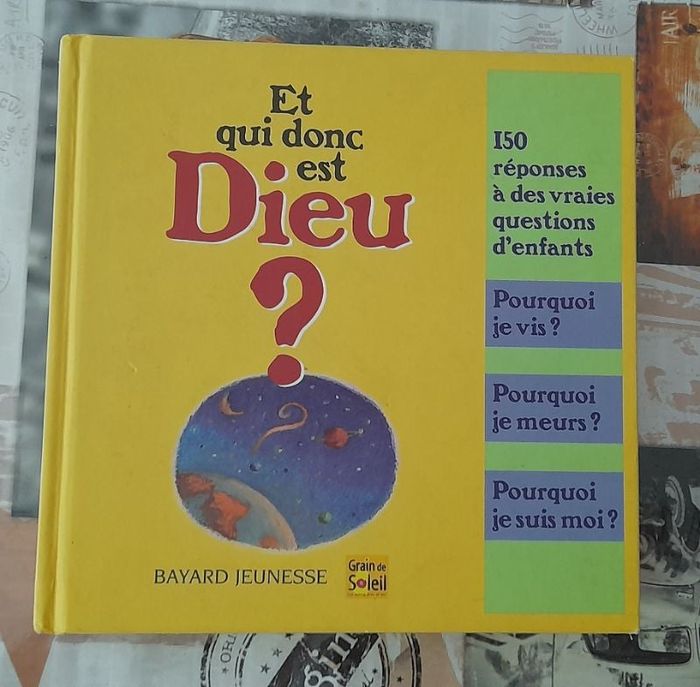 Et
qui donc
est
Dieu
?
150
réponses
à des vraies
questions
d'enfants
Pourquoi
je vis ?
Pourquoi
je meurs ?
Pourquoi
je suis moi ?
BAYARD JEUNESSE
Grain de
Soleil
AIR